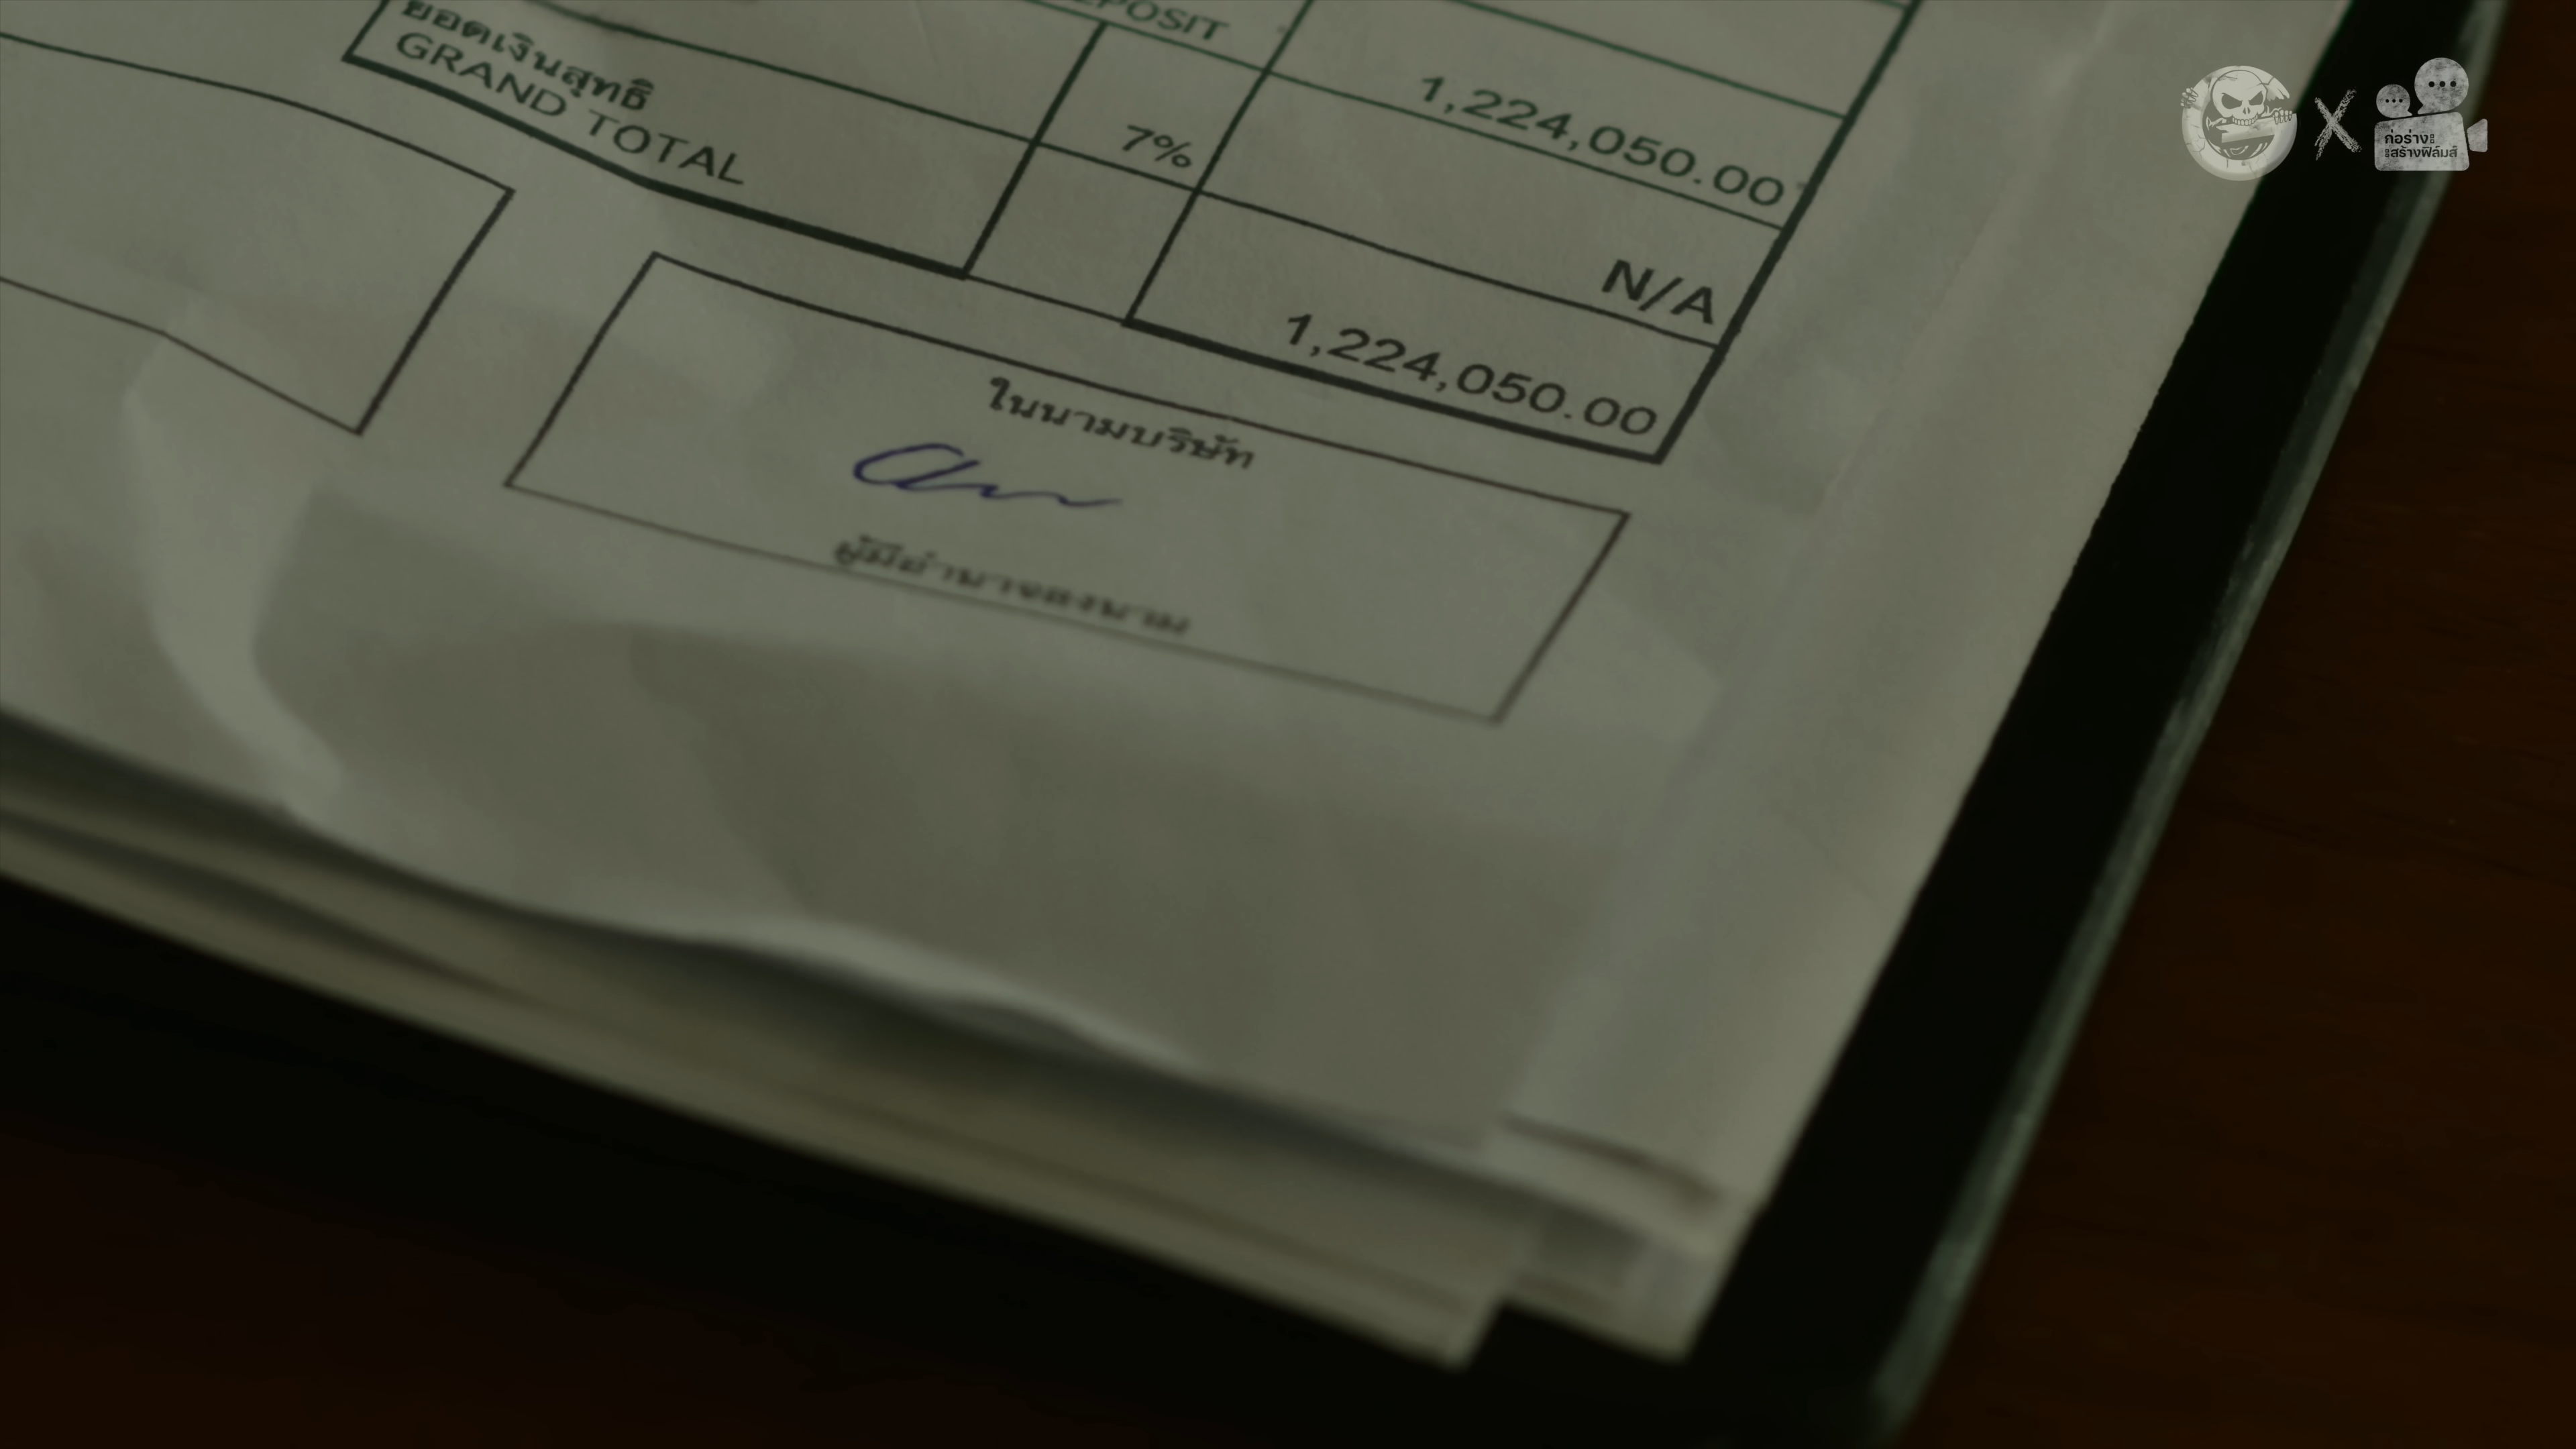 1,224,050.00
ยอดเงินสุทธิ
GRAND TOTAL
7%
N/A
1,224,050.00
ในนามบริษัท
ผู้มีอำนาจลงนาม
X
ก่อร่าง
สร้างฟิล์มส์